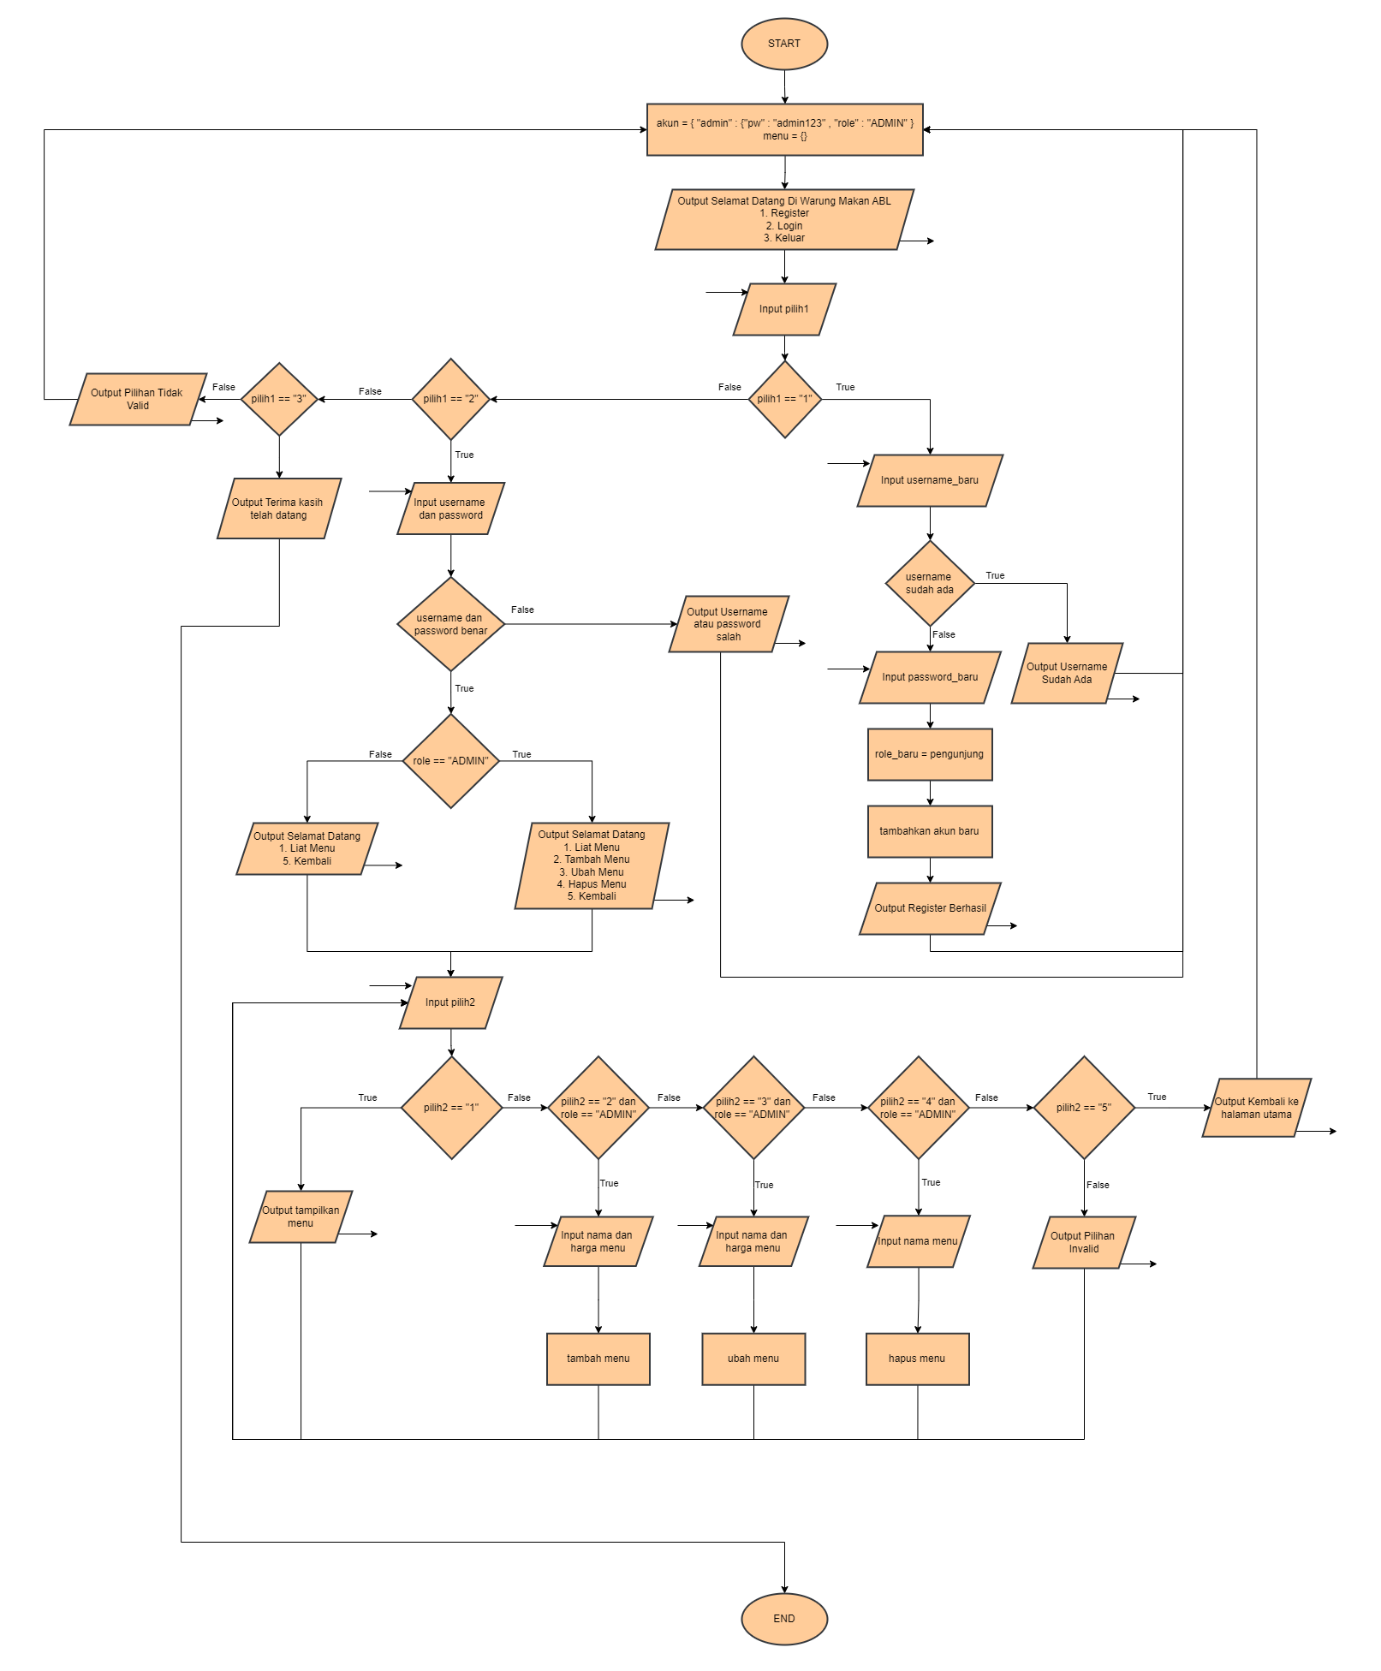 START
akun = { "admin" : {"pw" : "admin123" , "role" : "ADMIN" }
menu = {}
Output Selamat Datang Di Warung Makan ABL
1. Register
2. Login
3. Keluar
Input pilih1
pilih1 == "1"
False
True
pilih1 == "2"
False
True
pilih1 == "3"
False
Output Pilihan Tidak
Valid
Output Terima kasih
telah datang
Input username
dan password
username dan
password benar
False
True
Output Username
atau password
salah
Input username_baru
username
sudah ada
True
False
Output Username
Sudah Ada
Input password_baru
role_baru = pengunjung
tambahkan akun baru
Output Register Berhasil
role == "ADMIN"
False
True
Output Selamat Datang
1. Liat Menu
5. Kembali
Output Selamat Datang
1. Liat Menu
2. Tambah Menu
3. Ubah Menu
4. Hapus Menu
5. Kembali
Input pilih2
pilih2 == "1"
True
False
pilih2 == "2" dan
role == "ADMIN"
False
True
pilih2 == "3" dan
role == "ADMIN"
False
True
pilih2 == "4" dan
role == "ADMIN"
False
True
pilih2 == "5"
True
False
Output Kembali ke
halaman utama
Output tampilkan
menu
Input nama dan
harga menu
Input nama dan
harga menu
Input nama menu
Output Pilihan
Invalid
tambah menu
ubah menu
hapus menu
END